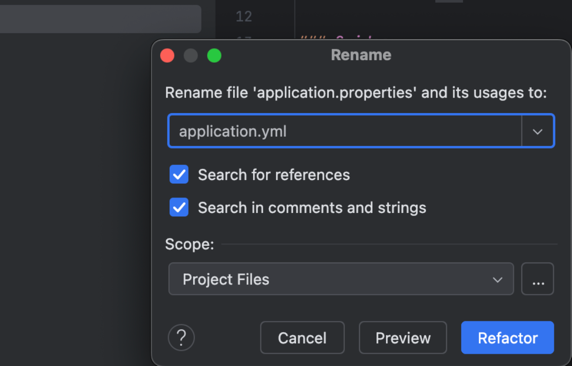 12
Rename
Rename file 'application.properties' and its usages to:
application.yml
Search for references
Search in comments and strings
Scope:
Project Files
...
?
Cancel
Preview
Refactor